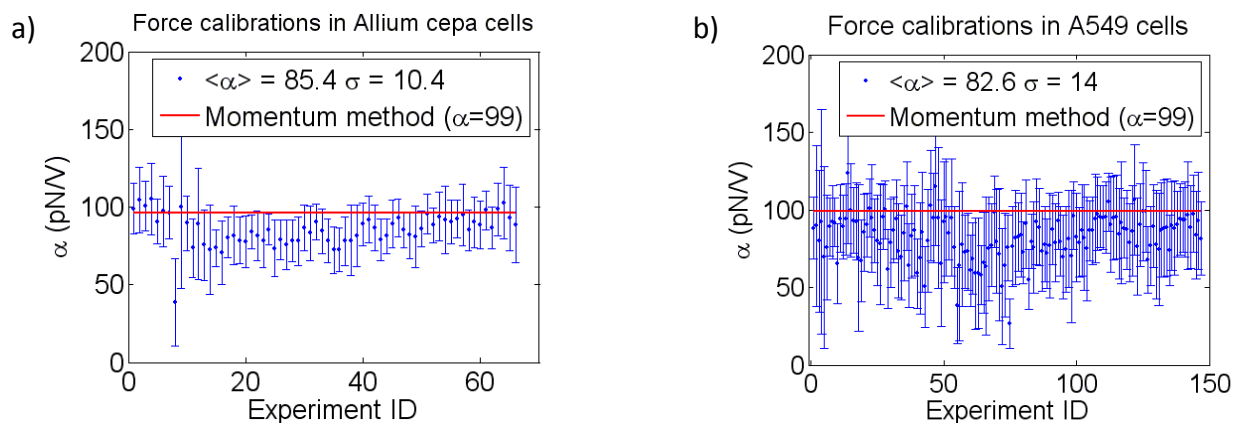 a)
Force calibrations in Allium cepa cells
200
150
100
50
0
α (pN/V)
<α> = 85.4 σ = 10.4
Momentum method (α=99)
0 20 40 60
Experiment ID
b)
Force calibrations in A549 cells
200
150
100
50
0
α (pN/V)
<α> = 82.6 σ = 14
Momentum method (α=99)
0 50 100 150
Experiment ID